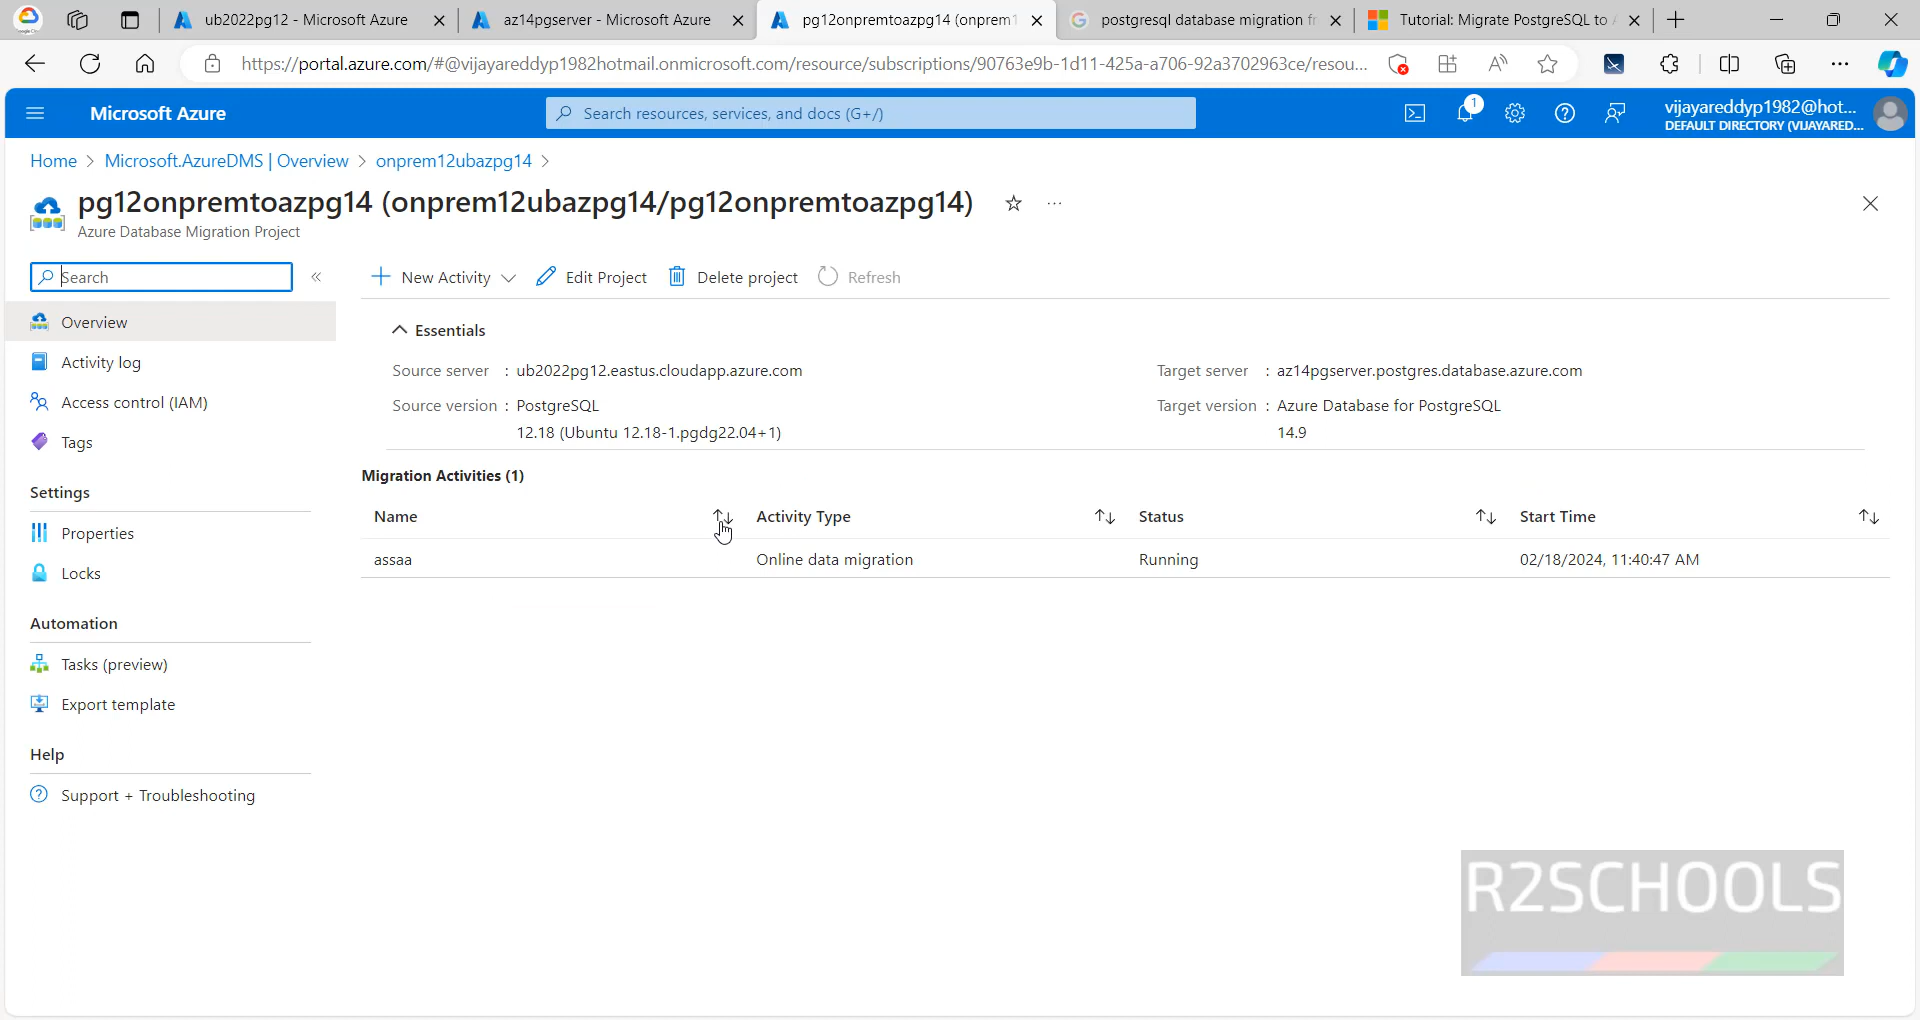 ub2022pg12 - Microsoft Azure
az14pgserver - Microsoft Azure
pg12onpremtoazpg14 (onprem1
postgresql database migration fr
Tutorial: Migrate PostgreSQL to
https://portal.azure.com/#@vijayareddyp1982hotmail.onmicrosoft.com/resource/subscriptions/90763e9b-1d11-425a-a706-92a3702963ce/resou...
Microsoft Azure
Search resources, services, and docs (G+/)
1
vijayareddyp1982@hot...
DEFAULT DIRECTORY (VIJAYARED...
Home > Microsoft.AzureDMS | Overview > onprem12ubazpg14 >
pg12onpremtoazpg14 (onprem12ubazpg14/pg12onpremtoazpg14)
Azure Database Migration Project
Search
New Activity
Edit Project
Delete project
Refresh
Overview
Activity log
Access control (IAM)
Tags
Settings
Properties
Locks
Automation
Tasks (preview)
Export template
Help
Support + Troubleshooting
Essentials
Source server : ub2022pg12.eastus.cloudapp.azure.com
Target server : az14pgserver.postgres.database.azure.com
Source version : PostgreSQL
12.18 (Ubuntu 12.18-1.pgdg22.04+1)
Target version : Azure Database for PostgreSQL
14.9
Migration Activities (1)
Name Activity Type Status Start Time
assaa Online data migration Running 02/18/2024, 11:40:47 AM
R2SCHOOLS